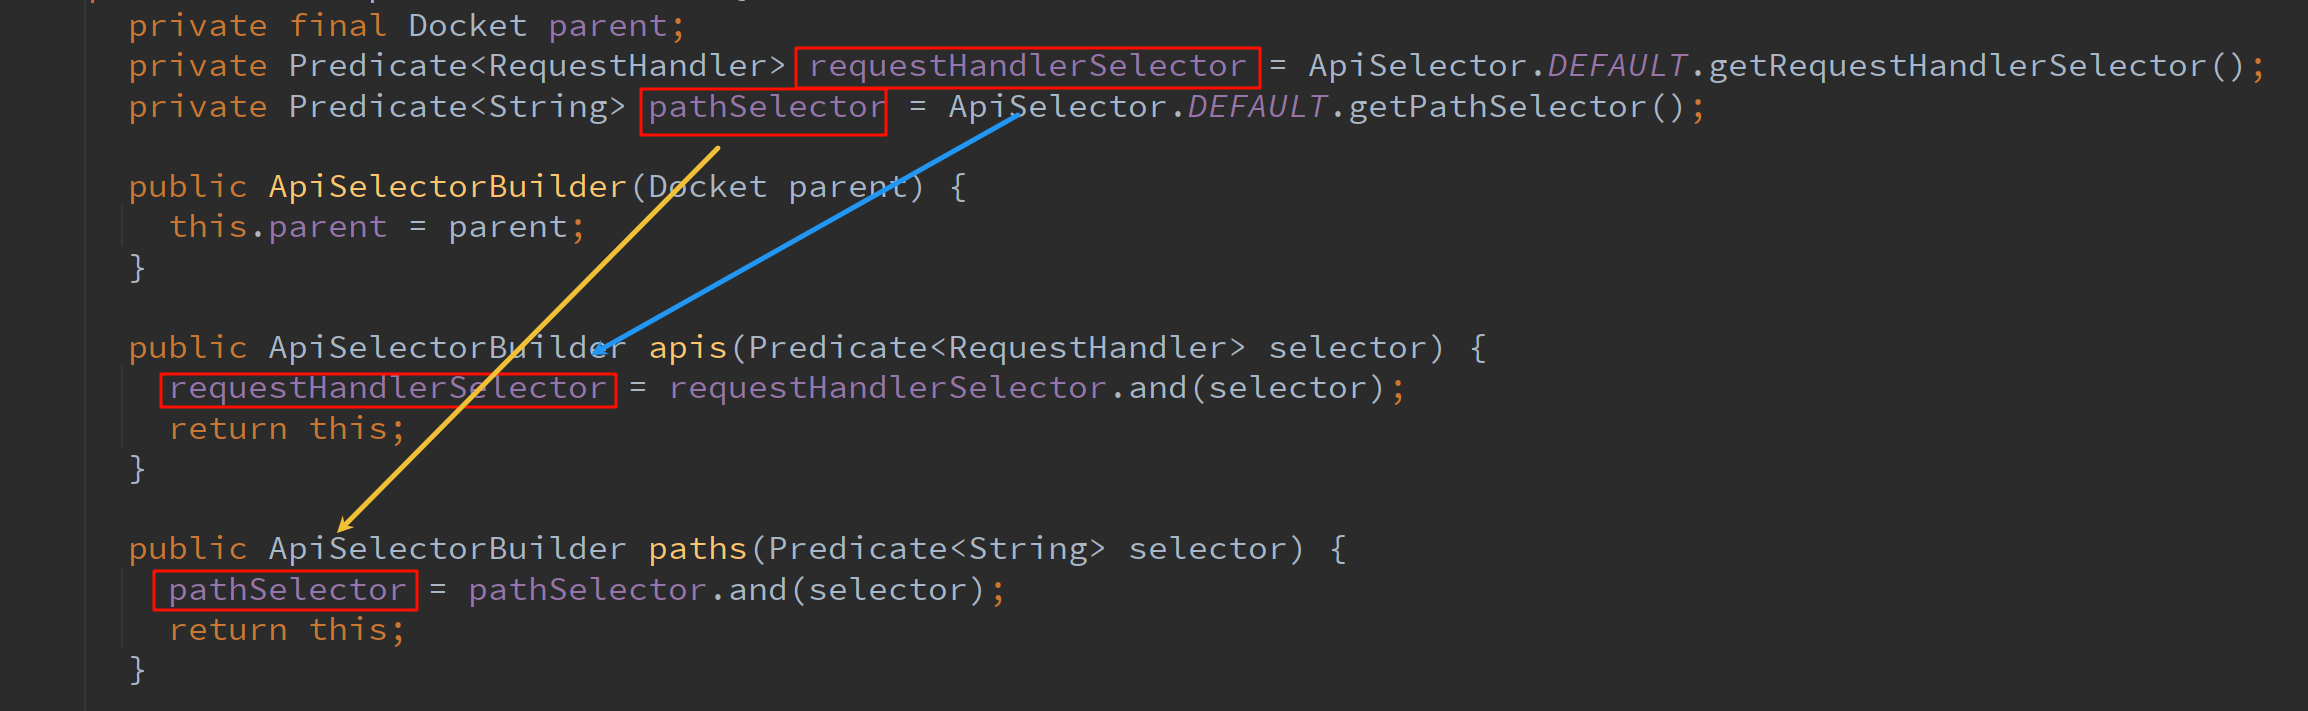 private final Docket parent;
private Predicate<RequestHandler> requestHandlerSelector = ApiSelector.DEFAULT.getRequestHandlerSelector();
private Predicate<String> pathSelector = ApiSelector.DEFAULT.getPathSelector();
public ApiSelectorBuilder(Docket parent) {
this.parent = parent;
}
public ApiSelectorBuilder apis(Predicate<RequestHandler> selector) {
requestHandlerSelector = requestHandlerSelector.and(selector);
return this;
}
public ApiSelectorBuilder paths(Predicate<String> selector) {
pathSelector = pathSelector.and(selector);
return this;
}